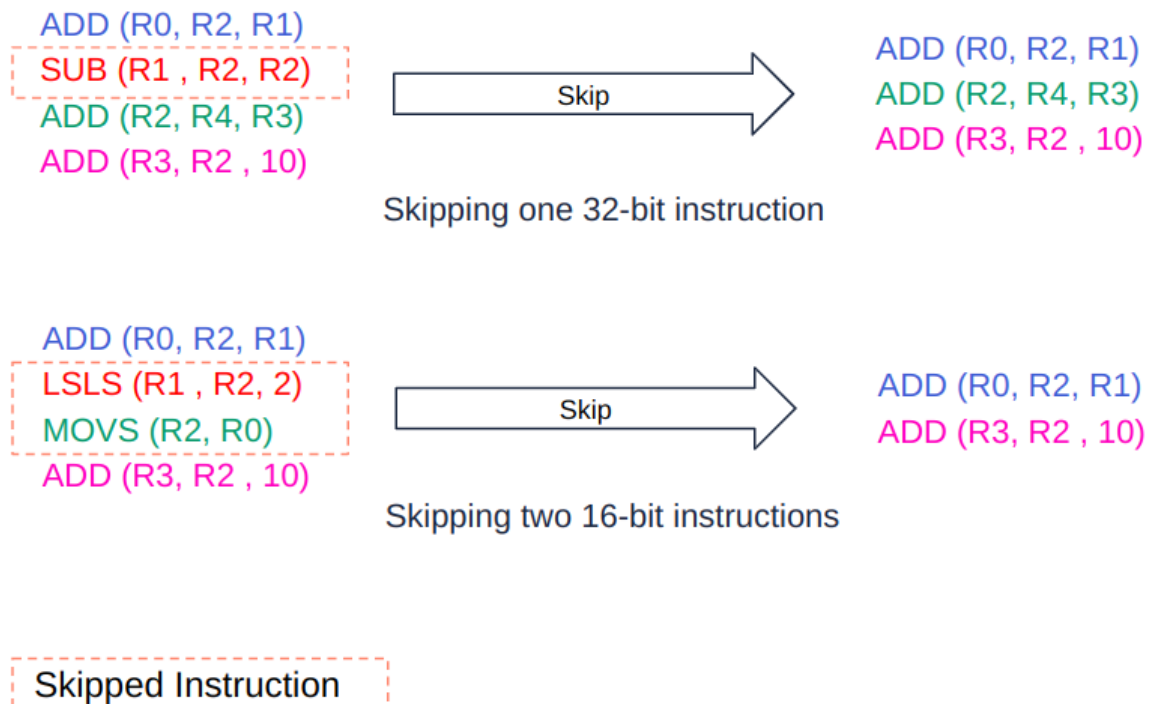 ADD (R0, R2, R1)
SUB (R1 , R2, R2)
ADD (R2, R4, R3)
ADD (R3, R2 , 10)
Skip
ADD (R0, R2, R1)
ADD (R2, R4, R3)
ADD (R3, R2 , 10)
Skipping one 32-bit instruction
ADD (R0, R2, R1)
LSLS (R1 , R2, 2)
MOVS (R2, R0)
ADD (R3, R2 , 10)
Skip
ADD (R0, R2, R1)
ADD (R3, R2 , 10)
Skipping two 16-bit instructions
Skipped Instruction